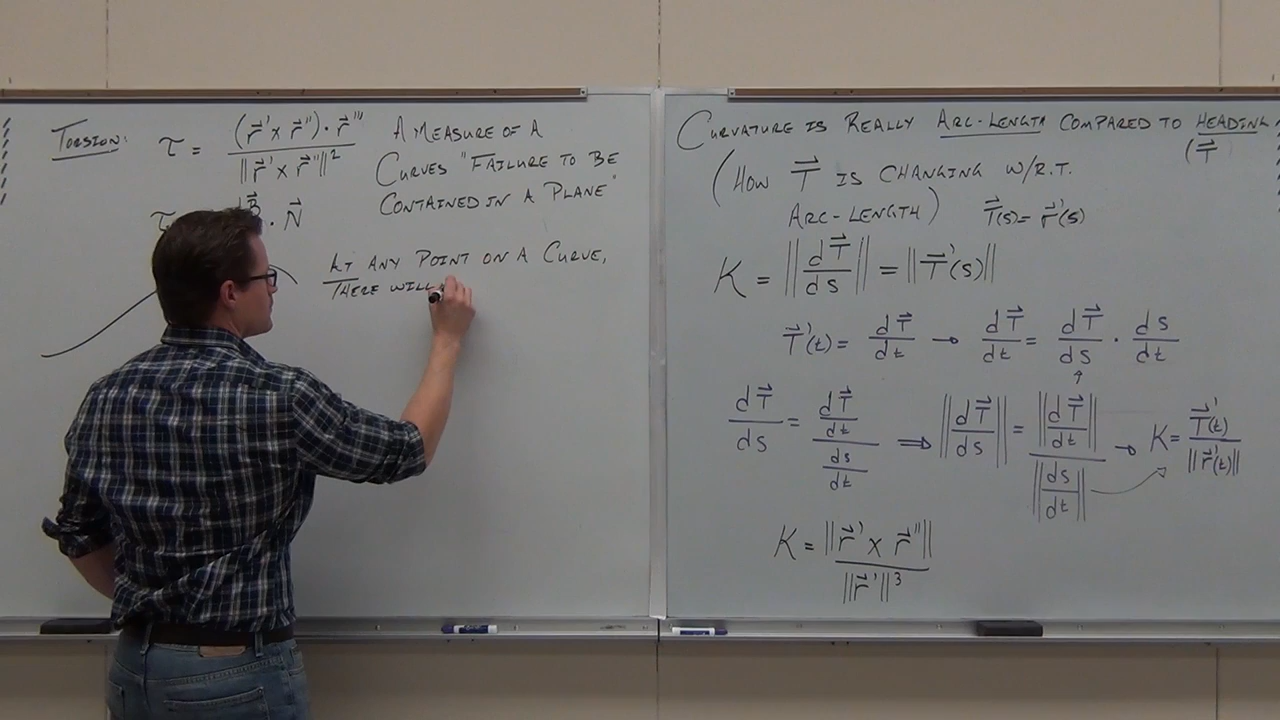 TORSION:
τ = (r⃗' × r⃗'') · r⃗''' / ||r⃗' × r⃗''||²
A MEASURE OF A
CURVES "FAILURE TO BE
CONTAINED IN A PLANE"
τ
B⃗ · N⃗
AT ANY POINT ON A CURVE,
THERE WILL
CURVATURE IS REALLY ARC-LENGTH COMPARED TO HEADING
(T⃗
(HOW T⃗ IS CHANGING W/R.T.
ARC-LENGTH) T⃗(s) = r⃗'(s)
K = ||dT⃗/ds|| = ||T⃗'(s)||
T⃗'(t) = dT⃗/dt → dT⃗/dt = dT⃗/ds · ds/dt
↑
dT⃗/ds = (dT⃗/dt)/(ds/dt) ⇒ ||dT⃗/ds|| = ||dT⃗/dt||/||ds/dt|| → K = T⃗'(t)/||r⃗'(t)||
K = ||r⃗' × r⃗''||/||r⃗'||³